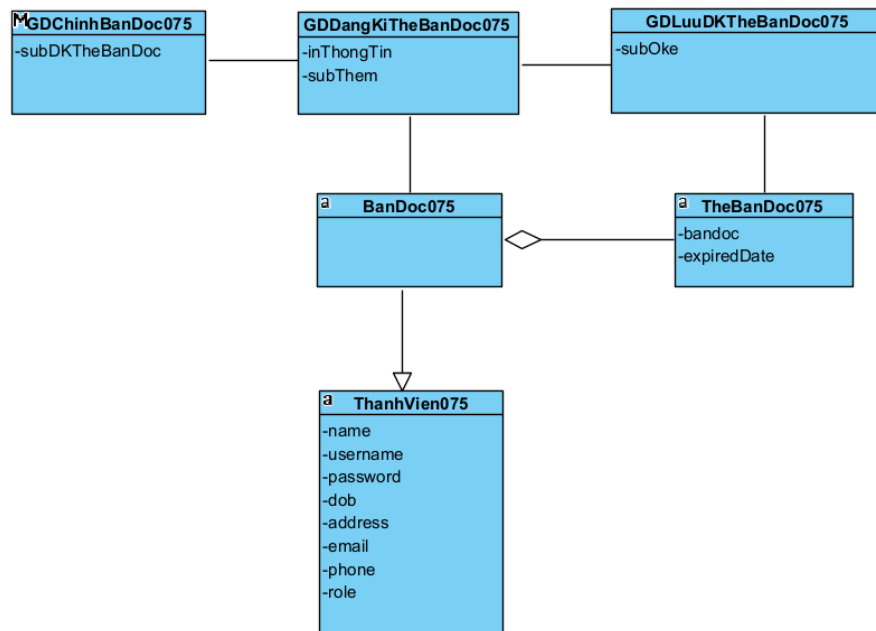 M
GDChinhBanDoc075
-subDKTheBanDoc
GDDangKiTheBanDoc075
-inThongTin
-subThem
GDLuuDKTheBanDoc075
-subOke
a
BanDoc075
a
TheBanDoc075
-bandoc
-expiredDate
a
ThanhVien075
-name
-username
-password
-dob
-address
-email
-phone
-role